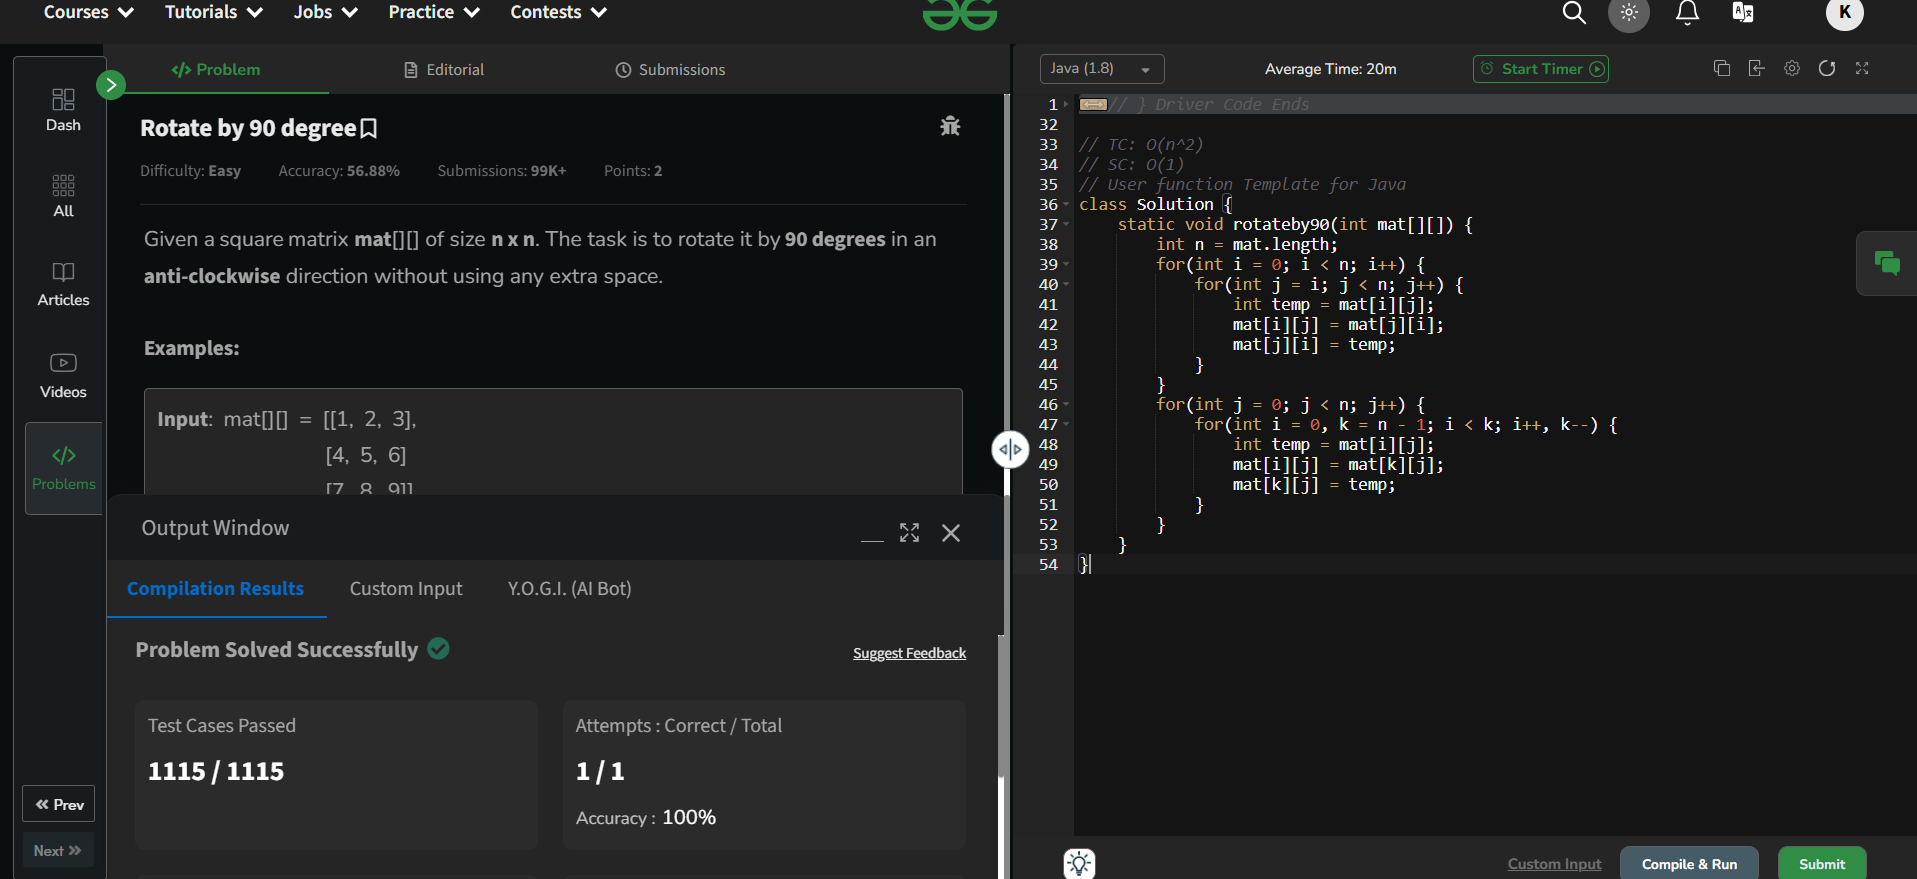 Courses Tutorials Jobs Practice Contests
K
Problem Editorial Submissions
Dash
All
Articles
Videos
Problems
Prev
Next
Rotate by 90 degree
Difficulty: Easy Accuracy: 56.88% Submissions: 99K+ Points: 2
Given a square matrix mat[][] of size n x n. The task is to rotate it by 90 degrees in an
anti-clockwise direction without using any extra space.
Examples:
Input: mat[][] = [[1, 2, 3],
[4, 5, 6]
[7, 8, 9]]
Output Window
Compilation Results Custom Input Y.O.G.I. (AI Bot)
Problem Solved Successfully
Suggest Feedback
Test Cases Passed
1115 / 1115
Attempts : Correct / Total
1 / 1
Accuracy : 100%
Java (1.8) Average Time: 20m Start Timer
1 // } Driver Code Ends
32
33 // TC: O(n^2)
34 // SC: O(1)
35 // User function Template for Java
36 class Solution {
37 static void rotateby90(int mat[][]) {
38 int n = mat.length;
39 for(int i = 0; i < n; i++) {
40 for(int j = i; j < n; j++) {
41 int temp = mat[i][j];
42 mat[i][j] = mat[j][i];
43 mat[j][i] = temp;
44 }
45 }
46 for(int j = 0; j < n; j++) {
47 for(int i = 0, k = n - 1; i < k; i++, k--) {
48 int temp = mat[i][j];
49 mat[i][j] = mat[k][j];
50 mat[k][j] = temp;
51 }
52 }
53 }
54 }
Custom Input Compile & Run Submit